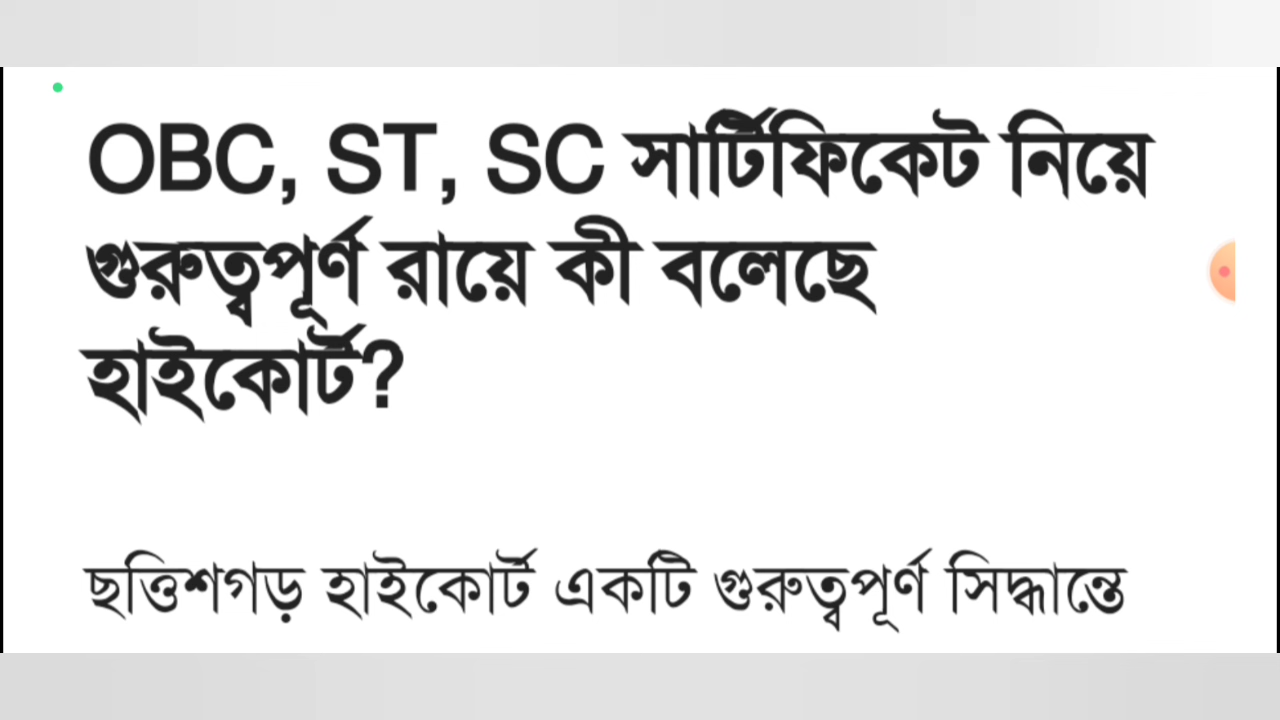 OBC, ST, SC সার্টিফিকেট নিয়ে
গুরুত্বপূর্ণ রায়ে কী বলেছে
হাইকোর্ট?
ছত্তিশগড় হাইকোর্ট একটি গুরুত্বপূর্ণ সিদ্ধান্তে